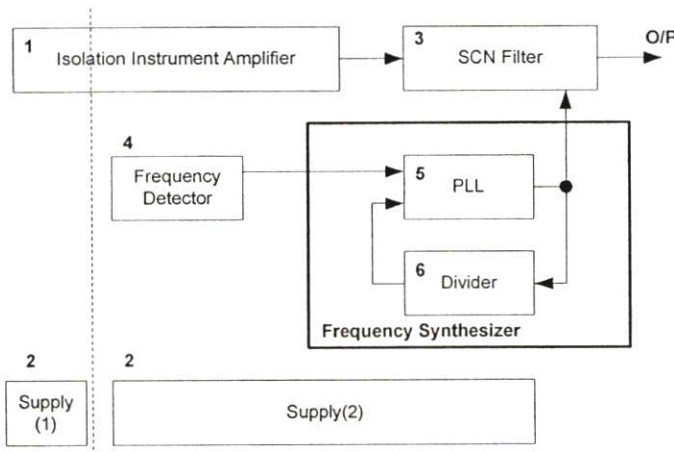 1 Isolation Instrument Amplifier
3 SCN Filter
O/P
4
Frequency
Detector
5 PLL
6 Divider
Frequency Synthesizer
2
Supply
(1)
2
Supply(2)